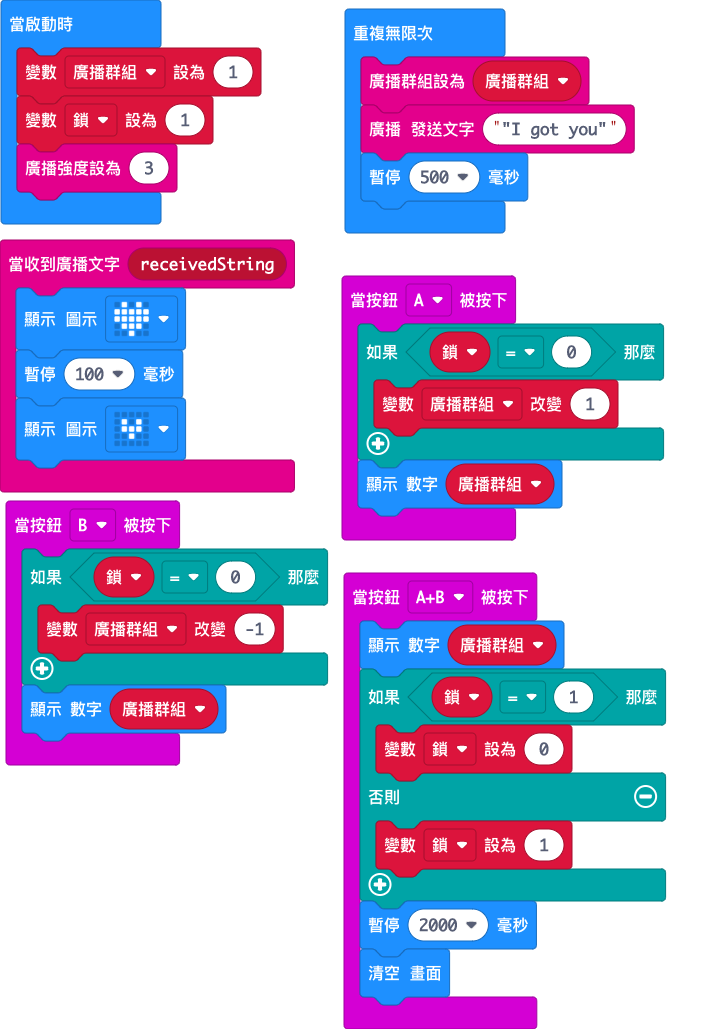 當啟動時
變數 廣播群組 設為 1
變數 鎖 設為 1
廣播強度設為 3
重複無限次
廣播群組設為 廣播群組
廣播 發送文字 ""I got you""
暫停 500 毫秒
當收到廣播文字 receivedString
顯示 圖示
暫停 100 毫秒
顯示 圖示
當按鈕 A 被按下
如果 鎖 = 0 那麼
變數 廣播群組 改變 1
顯示 數字 廣播群組
當按鈕 B 被按下
如果 鎖 = 0 那麼
變數 廣播群組 改變 -1
顯示 數字 廣播群組
當按鈕 A+B 被按下
顯示 數字 廣播群組
如果 鎖 = 1 那麼
變數 鎖 設為 0
否則
變數 鎖 設為 1
暫停 2000 毫秒
清空 畫面